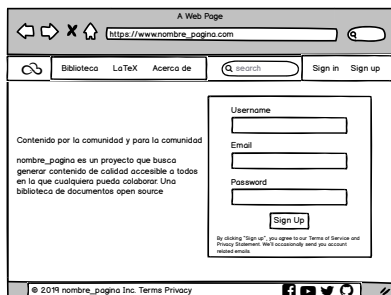 A Web Page
https://www.nombre_pagina.com
Biblioteca LaTeX Acerca de
search
Sign in Sign up
Username
Email
Password
Sign Up
By clicking "Sign up", you agree to our Terms of Service and
Privacy Statement. We'll occasionally send you account
related emails
Contenido por la comunidad y para la comunidad
nombre_pagina es un proyecto que busca
generar contenido de calidad accesible a todos
en la que cualquiera pueda colaborar. Una
biblioteca de documentos open source
© 2019 nombre_pagina Inc. Terms Privacy